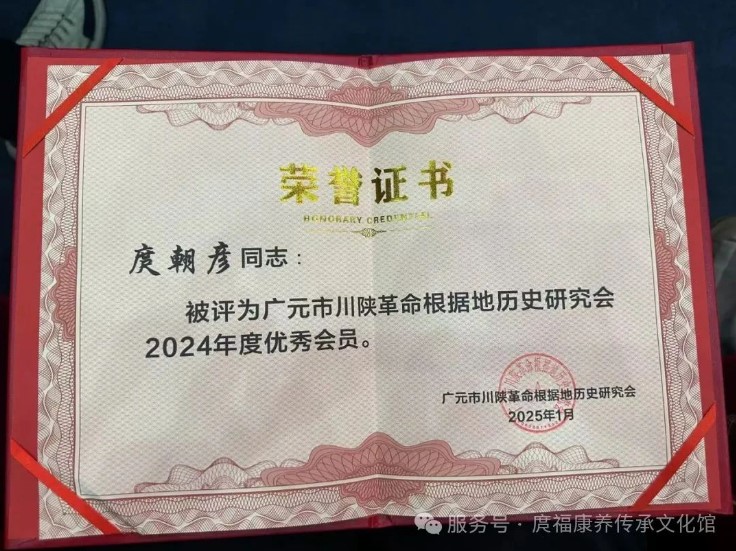 荣誉证书
HONORARY CREDENTIAL
庹朝彦同志：
被评为广元市川陕革命根据地历史研究会
2024年度优秀会员。
广元市川陕革命根据地历史研究会
2025年1月
服务号·庹福康养传承文化馆